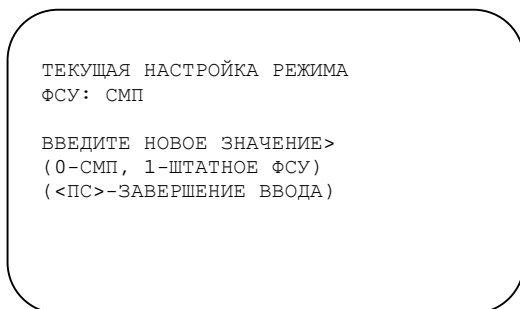 ТЕКУЩАЯ НАСТРОЙКА РЕЖИМА
ФСУ: СМП
ВВЕДИТЕ НОВОЕ ЗНАЧЕНИЕ>
(0-СМП, 1-ШТАТНОЕ ФСУ)
(<ПС>-ЗАВЕРШЕНИЕ ВВОДА)